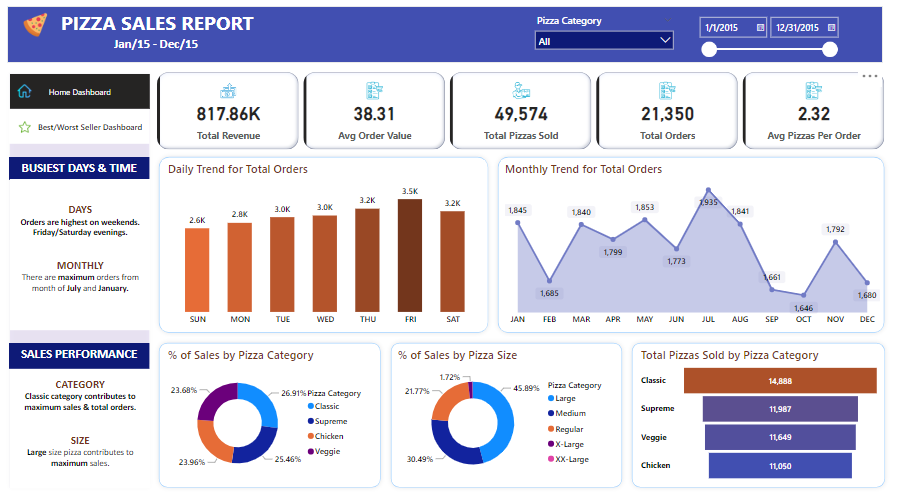 PIZZA SALES REPORT
Jan/15 - Dec/15
Pizza Category
All
1/1/2015
12/31/2015
Home Dashboard
Best/Worst Seller Dashboard
817.86K
Total Revenue
38.31
Avg Order Value
49,574
Total Pizzas Sold
21,350
Total Orders
2.32
Avg Pizzas Per Order
BUSIEST DAYS & TIME
DAYS
Orders are highest on weekends.
Friday/Saturday evenings.
MONTHLY
There are maximum orders from
month of July and January.
SALES PERFORMANCE
CATEGORY
Classic category contributes to
maximum sales & total orders.
SIZE
Large size pizza contributes to
maximum sales.
Daily Trend for Total Orders
2.6K
2.8K
3.0K
3.0K
3.2K
3.5K
3.2K
SUN
MON
TUE
WED
THU
FRI
SAT
Monthly Trend for Total Orders
1,845
1,685
1,840
1,799
1,853
1,773
1,935
1,841
1,661
1,646
1,792
1,680
JAN
FEB
MAR
APR
MAY
JUN
JUL
AUG
SEP
OCT
NOV
DEC
% of Sales by Pizza Category
23.68%
26.91%
23.96%
25.46%
Pizza Category
Classic
Supreme
Chicken
Veggie
% of Sales by Pizza Size
1.72%
21.77%
45.89%
30.49%
Pizza Category
Large
Medium
Regular
X-Large
XX-Large
Total Pizzas Sold by Pizza Category
Classic
14,888
Supreme
11,987
Veggie
11,649
Chicken
11,050